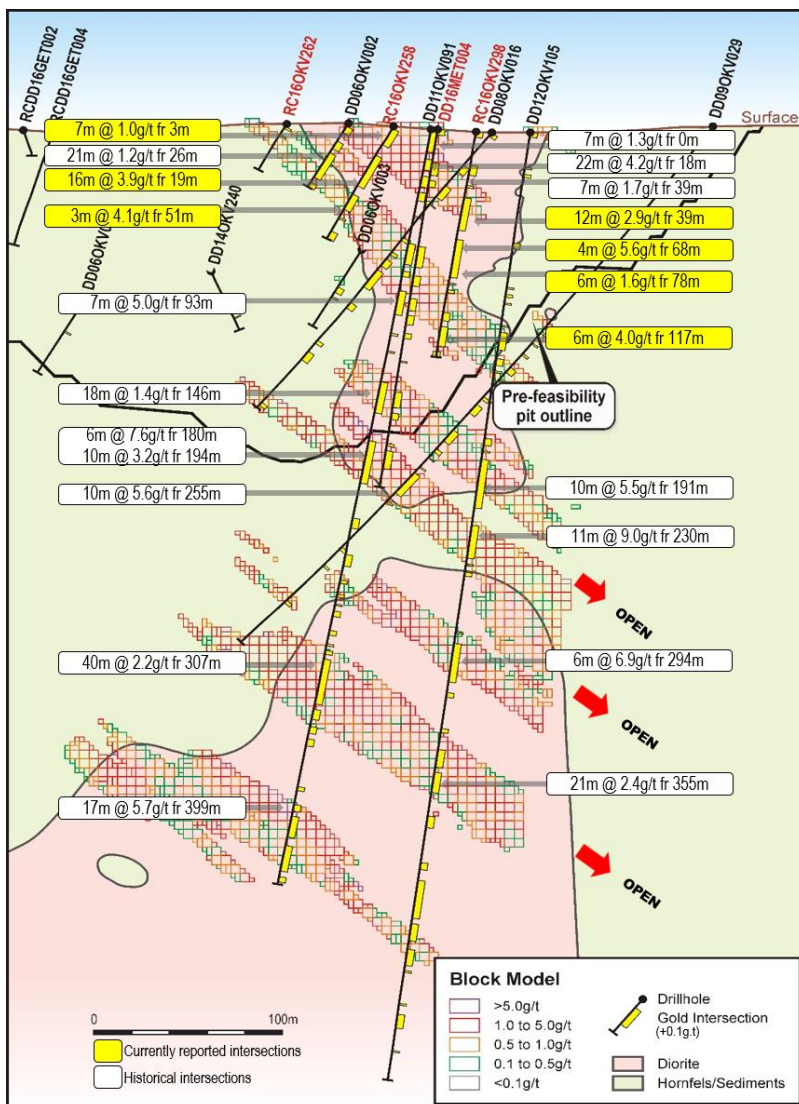 RCDD16GET002
RCDD16GET004
RC16OKV262
DD06OKV002
RC16OKV258
DD11OKV091
DD16MET004
RC16OKV298
DD08OKV016
DD12OKV105
DD09OKV029
Surface
7m @ 1.0g/t fr 3m
21m @ 1.2g/t fr 26m
16m @ 3.9g/t fr 19m
3m @ 4.1g/t fr 51m
7m @ 1.3g/t fr 0m
22m @ 4.2g/t fr 18m
7m @ 1.7g/t fr 39m
12m @ 2.9g/t fr 39m
4m @ 5.6g/t fr 68m
6m @ 1.6g/t fr 78m
6m @ 4.0g/t fr 117m
DD06OKV003
DD14OKV240
DD06OKV0
7m @ 5.0g/t fr 93m
Pre-feasibility
pit outline
18m @ 1.4g/t fr 146m
6m @ 7.6g/t fr 180m
10m @ 3.2g/t fr 194m
10m @ 5.6g/t fr 255m
10m @ 5.5g/t fr 191m
11m @ 9.0g/t fr 230m
OPEN
40m @ 2.2g/t fr 307m
6m @ 6.9g/t fr 294m
OPEN
21m @ 2.4g/t fr 355m
17m @ 5.7g/t fr 399m
OPEN
0 100m
Currently reported intersections
Historical intersections
Block Model
>5.0g/t
1.0 to 5.0g/t
0.5 to 1.0g/t
0.1 to 0.5g/t
<0.1g/t
Drillhole
Gold Intersection
(+0.1g.t)
Diorite
Hornfels/Sediments